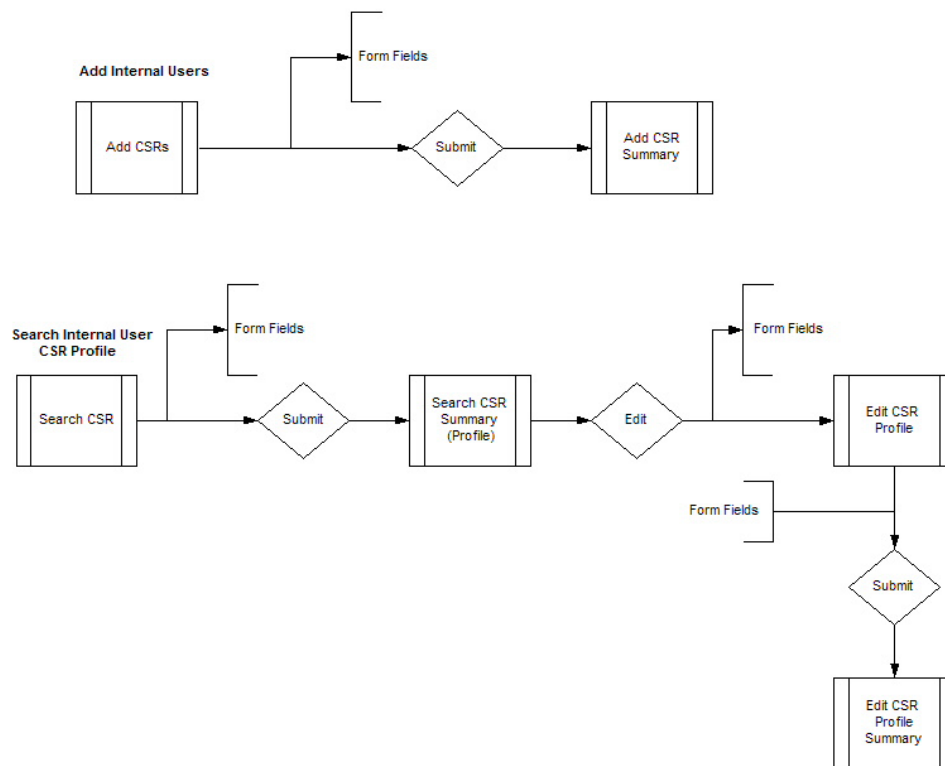 Form Fields
Add Internal Users
Add CSRs
Submit
Add CSR
Summary
Form Fields
Form Fields
Search Internal User
CSR Profile
Search CSR
Submit
Search CSR
Summary
(Profile)
Edit
Edit CSR
Profile
Form Fields
Submit
Edit CSR
Profile
Summary